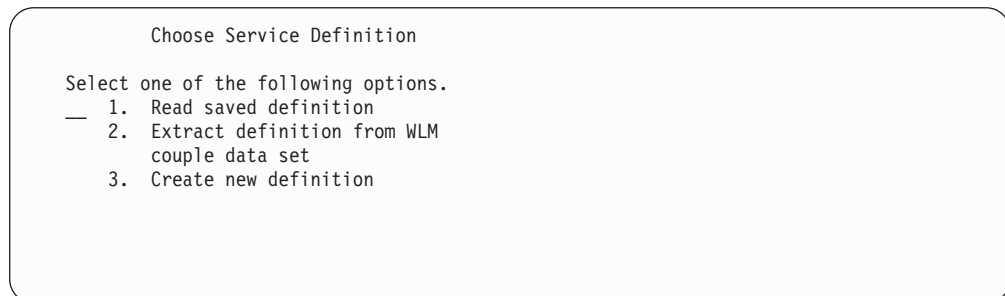 Choose Service Definition
Select one of the following options.
__ 1. Read saved definition
2. Extract definition from WLM
couple data set
3. Create new definition